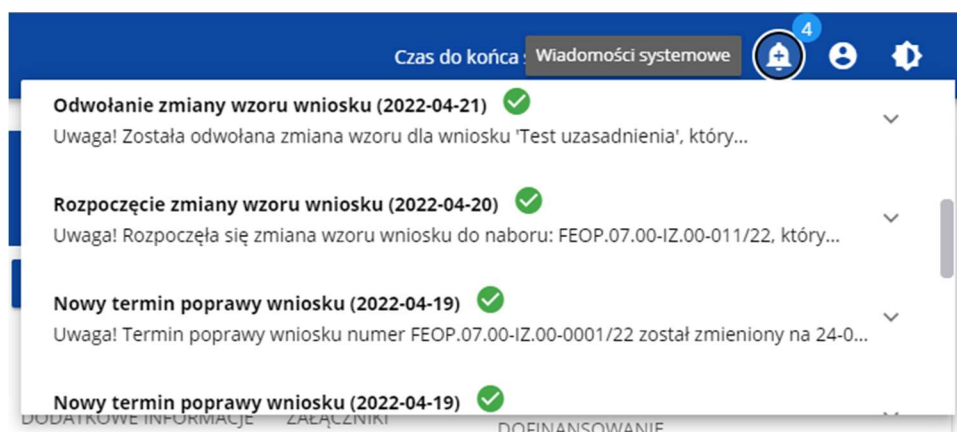 4
Czas do końca s
Wiadomości systemowe
Odwołanie zmiany wzoru wniosku (2022-04-21)
Uwaga! Została odwołana zmiana wzoru dla wniosku 'Test uzasadnienia', który...
Rozpoczęcie zmiany wzoru wniosku (2022-04-20)
Uwaga! Rozpoczęła się zmiana wzoru wniosku do naboru: FEOP.07.00-IZ.00-011/22, który...
Nowy termin poprawy wniosku (2022-04-19)
Uwaga! Termin poprawy wniosku numer FEOP.07.00-IZ.00-0001/22 został zmieniony na 24-0...
Nowy termin poprawy wniosku (2022-04-19)
DODATKOWE INFORMACJE ZAŁĄCZNIKI
DOFINANSOWANIE